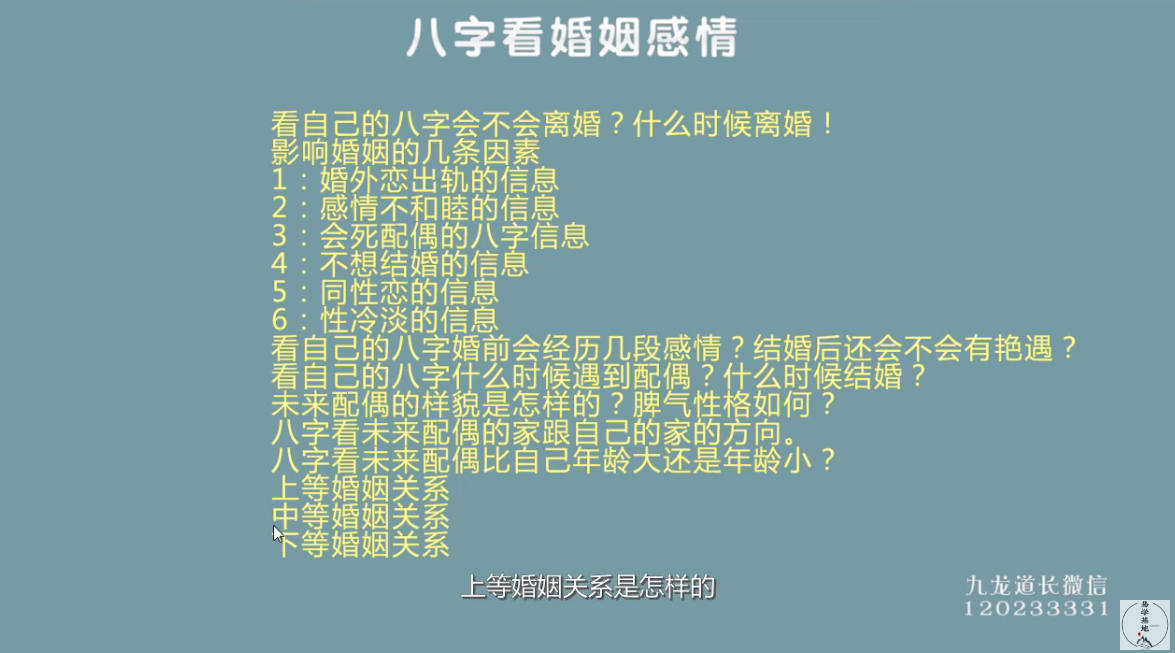 八字看婚姻感情
看自己的八字会不会离婚？什么时候离婚！
影响婚姻的几条因素
1：婚外恋出轨的信息
2：感情不和睦的信息
3：会死配偶的八字信息
4：不想结婚的信息
5：同性恋的信息
6：性冷淡的信息
看自己的八字婚前会经历几段感情？结婚后还会不会有艳遇？
看自己的八字什么时候遇到配偶？什么时候结婚？
未来配偶的样貌是怎样的？脾气性格如何？
八字看未来配偶的家跟自己的家的方向。
八字看未来配偶比自己年龄大还是年龄小？
上等婚姻关系
中等婚姻关系
下等婚姻关系
上等婚姻关系是怎样的
九龙道长微信
120233331
易学基地